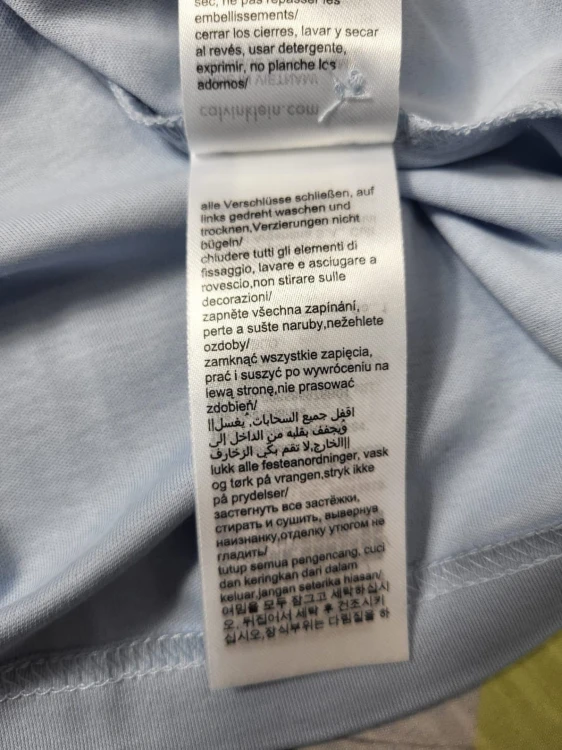 sec, ne pas repasser les
embellissements/
cerrar los cierres, lavar y secar
al revés, usar detergente,
exprimir, no planche los
adornos/
VIETNAM
calvinklein.com
alle Verschlüsse schließen, auf
links gedreht waschen und
trocknen,Verzierungen nicht
bügeln/
chiudere tutti gli elementi di
fissaggio, lavare e asciugare a
rovescio,non stirare sulle
decorazioni/
zapněte všechna zapínání,
perte a sušte naruby,nežehlete
ozdoby/
zamknąć wszystkie zapięcia,
prać i suszyć po wywróceniu na
lewą stronę,nie prasować
zdobień/
اقفل جميع السحابات، يُغسل||
ويُجفف بقلبه من الداخل إلى
||الخارج,لا تقم بكي الزخارف
lukk alle festeanordninger, vask
og tørk på vrangen,stryk ikke
på prydelser/
застегнуть все застёжки,
стирать и сушить, вывернув
наизнанку,отделку утюгом не
гладить/
tutup semua pengencang, cuci
dan keringkan dari dalam
keluar,jangan seterika hiasan/
여밈을 모두 잠그고 세탁하십시
오, 뒤집어서 세탁 후 건조시키
십시오,장식부위는 다림질을 하